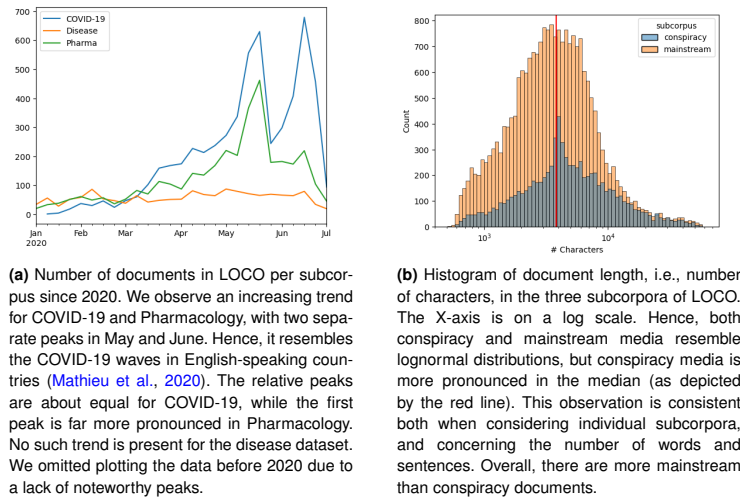 700
600
500
400
300
200
100
0
COVID-19
Disease
Pharma
Jan
2020
Feb
Mar
Apr
May
Jun
Jul
(a) Number of documents in LOCO per subcor-
pus since 2020. We observe an increasing trend
for COVID-19 and Pharmacology, with two sepa-
rate peaks in May and June. Hence, it resembles
the COVID-19 waves in English-speaking coun-
tries (Mathieu et al., 2020). The relative peaks
are about equal for COVID-19, while the first
peak is far more pronounced in Pharmacology.
No such trend is present for the disease dataset.
We omitted plotting the data before 2020 due to
a lack of noteworthy peaks.
800
700
600
500
400
300
200
100
0
Count
subcorpus
conspiracy
mainstream
10³
10⁴
# Characters
(b) Histogram of document length, i.e., number
of characters, in the three subcorpora of LOCO.
The X-axis is on a log scale. Hence, both
conspiracy and mainstream media resemble
lognormal distributions, but conspiracy media is
more pronounced in the median (as depicted
by the red line). This observation is consistent
both when considering individual subcorpora,
and concerning the number of words and
sentences. Overall, there are more mainstream
than conspiracy documents.